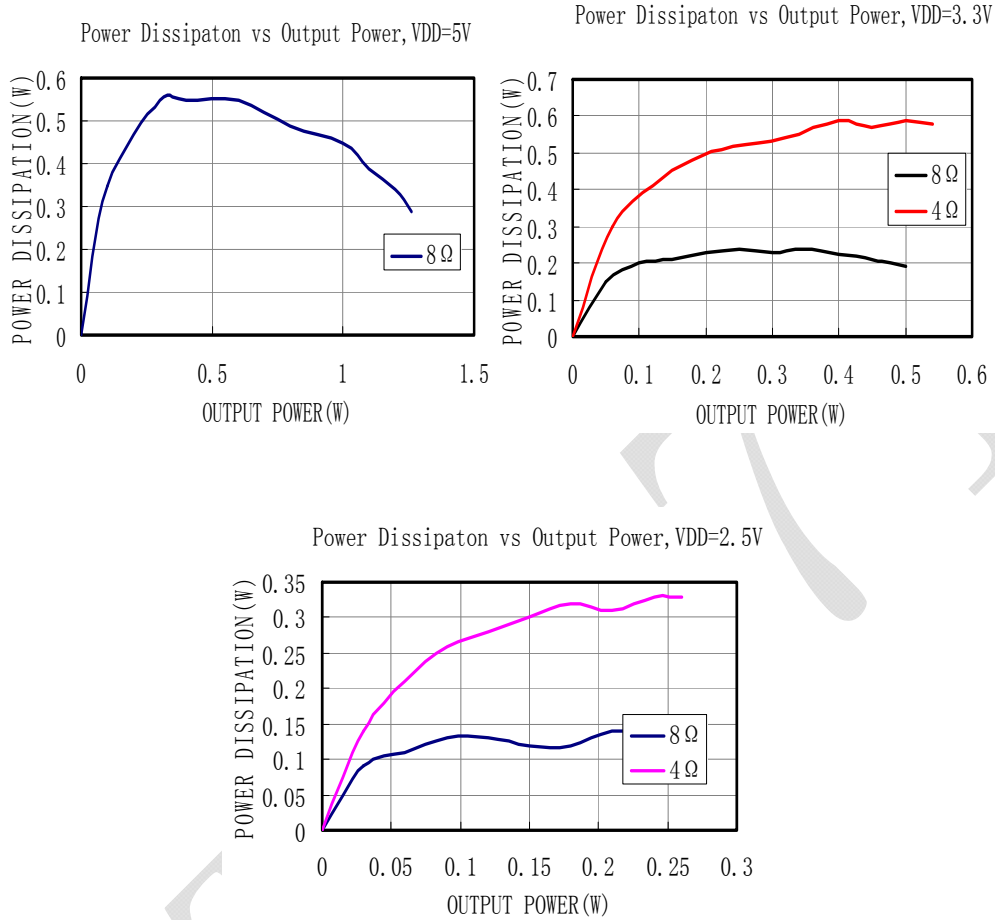 Power Dissipaton vs Output Power, VDD=5V
POWER DISSIPATION(W)
0.6
0.5
0.4
0.3
0.2
0.1
0
0
0.5
1
1.5
OUTPUT POWER(W)
8Ω
Power Dissipaton vs Output Power, VDD=3.3V
POWER DISSIPATION(W)
0.7
0.6
0.5
0.4
0.3
0.2
0.1
0
0
0.1
0.2
0.3
0.4
0.5
0.6
OUTPUT POWER(W)
8Ω
4Ω
Power Dissipaton vs Output Power, VDD=2.5V
POWER DISSIPATION(W)
0.35
0.3
0.25
0.2
0.15
0.1
0.05
0
0
0.05
0.1
0.15
0.2
0.25
0.3
OUTPUT POWER(W)
8Ω
4Ω